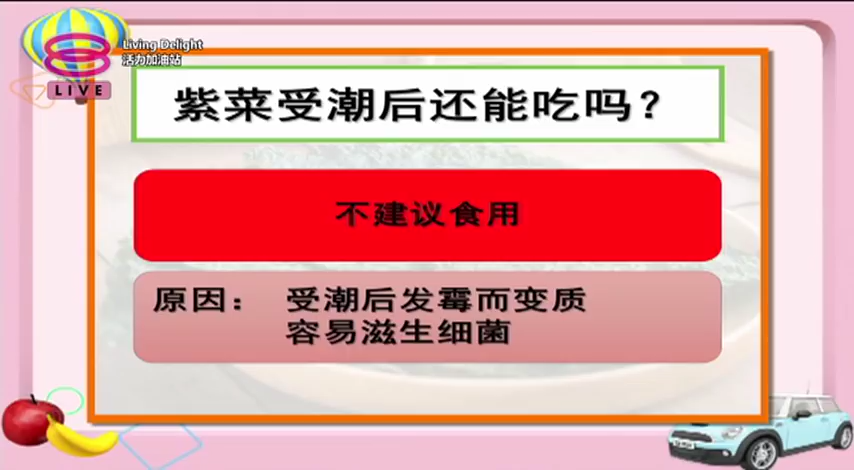 Living Delight
活力加油站
LIVE
紫菜受潮后还能吃吗？
不建议食用
原因： 受潮后发霉而变质
容易滋生细菌